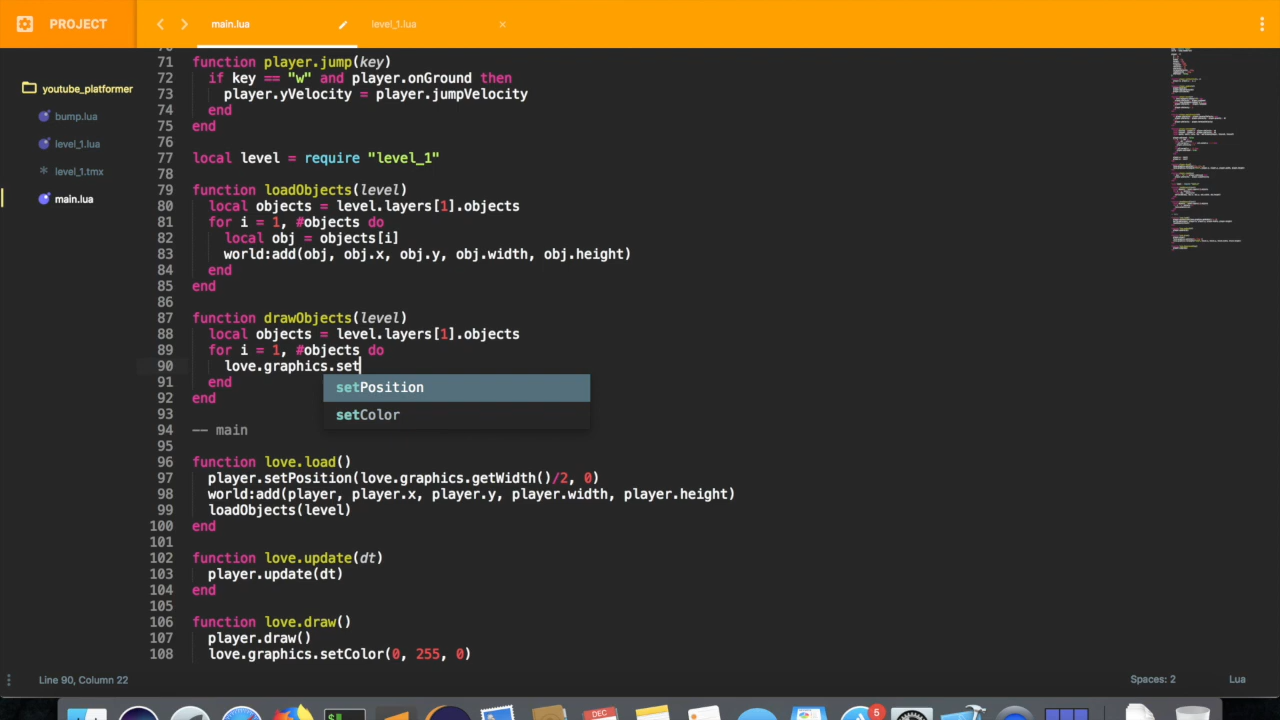 PROJECT
main.lua
level_1.lua
youtube_platformer
bump.lua
level_1.lua
level_1.tmx
main.lua
71 function player.jump(key)
72 if key == "w" and player.onGround then
73 player.yVelocity = player.jumpVelocity
74 end
75 end
76
77 local level = require "level_1"
78
79 function loadObjects(level)
80 local objects = level.layers[1].objects
81 for i = 1, #objects do
82 local obj = objects[i]
83 world:add(obj, obj.x, obj.y, obj.width, obj.height)
84 end
85 end
86
87 function drawObjects(level)
88 local objects = level.layers[1].objects
89 for i = 1, #objects do
90 love.graphics.set
91 end
92 end
setPosition
setColor
93
94 -- main
95
96 function love.load()
97 player.setPosition(love.graphics.getWidth()/2, 0)
98 world:add(player, player.x, player.y, player.width, player.height)
99 loadObjects(level)
100 end
101
102 function love.update(dt)
103 player.update(dt)
104 end
105
106 function love.draw()
107 player.draw()
108 love.graphics.setColor(0, 255, 0)
Line 90, Column 22
Spaces: 2
Lua
DEC
6